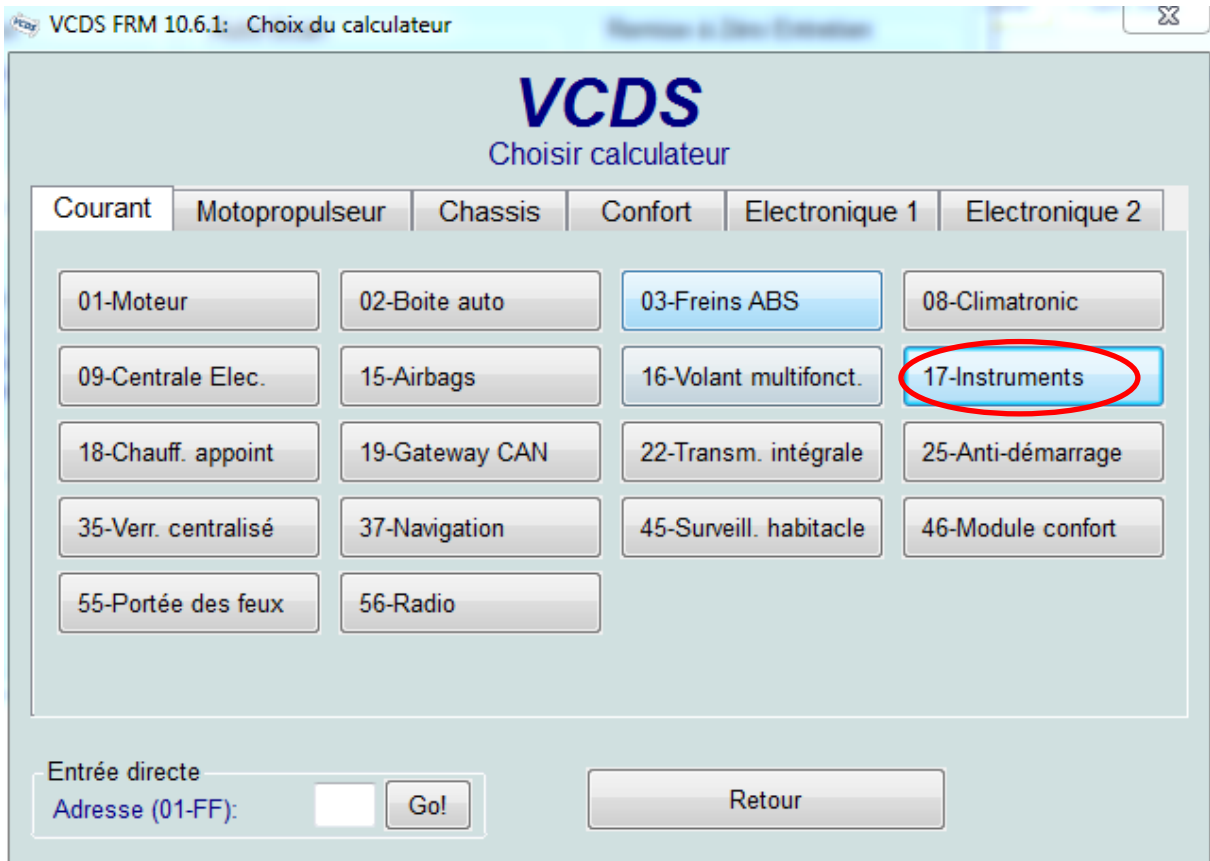 VCDS FRM 10.6.1: Choix du calculateur
VCDS
Choisir calculateur
Courant Motopropulseur Chassis Confort Electronique 1 Electronique 2
01-Moteur 02-Boite auto 03-Freins ABS 08-Climatronic
09-Centrale Elec. 15-Airbags 16-Volant multifonct. 17-Instruments
18-Chauff. appoint 19-Gateway CAN 22-Transm. intégrale 25-Anti-démarrage
35-Verr. centralisé 37-Navigation 45-Surveill. habitacle 46-Module confort
55-Portée des feux 56-Radio
Entrée directe
Adresse (01-FF): Go! Retour